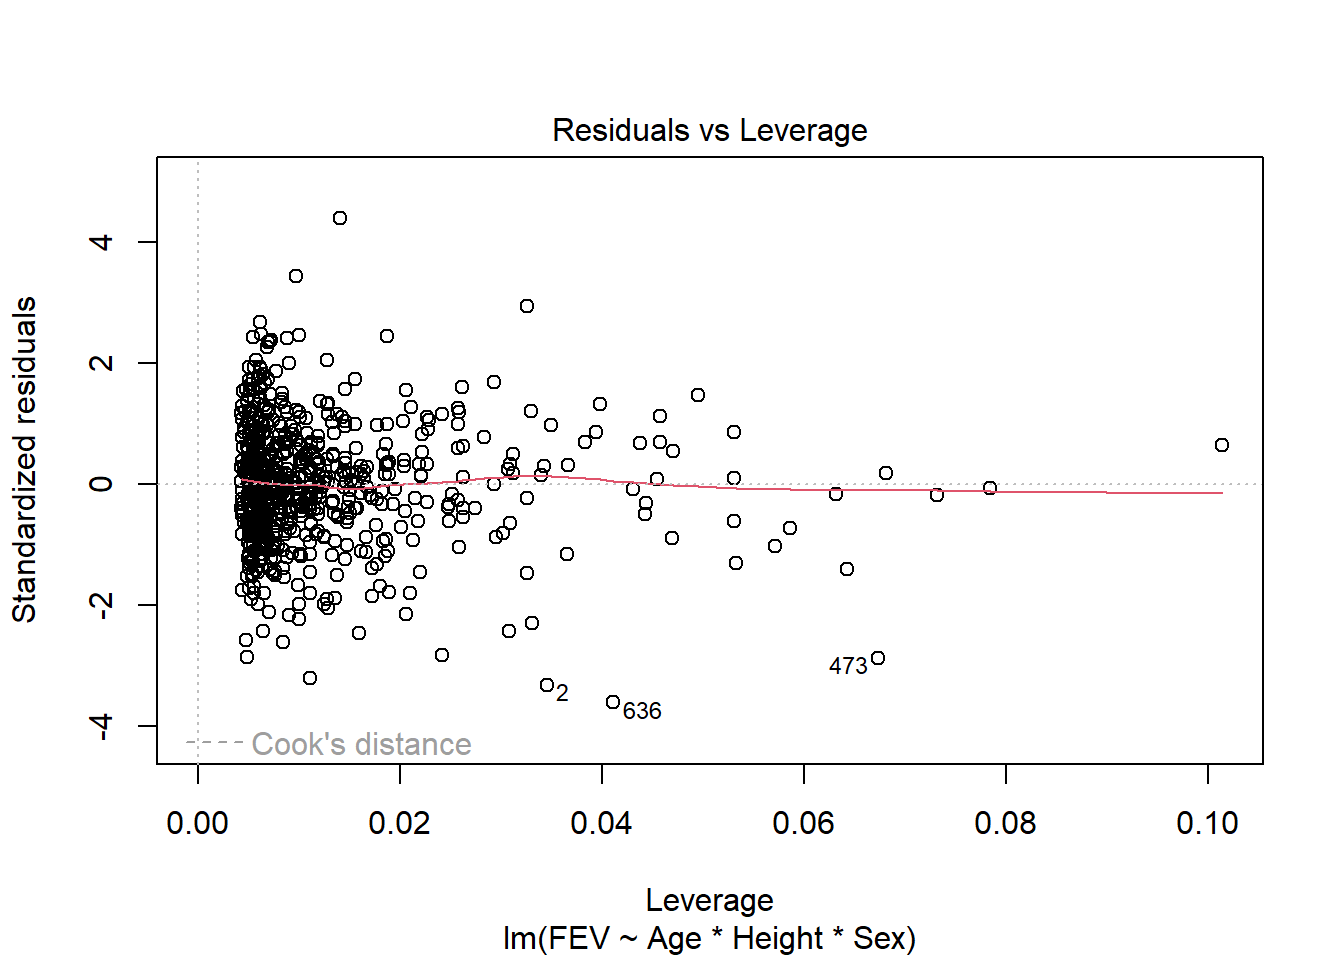 Residuals vs Leverage
Standardized residuals
4
2
0
-2
-4
473
2
636
Cook's distance
0.00 0.02 0.04 0.06 0.08 0.10
Leverage
lm(FEV ~ Age * Height * Sex)